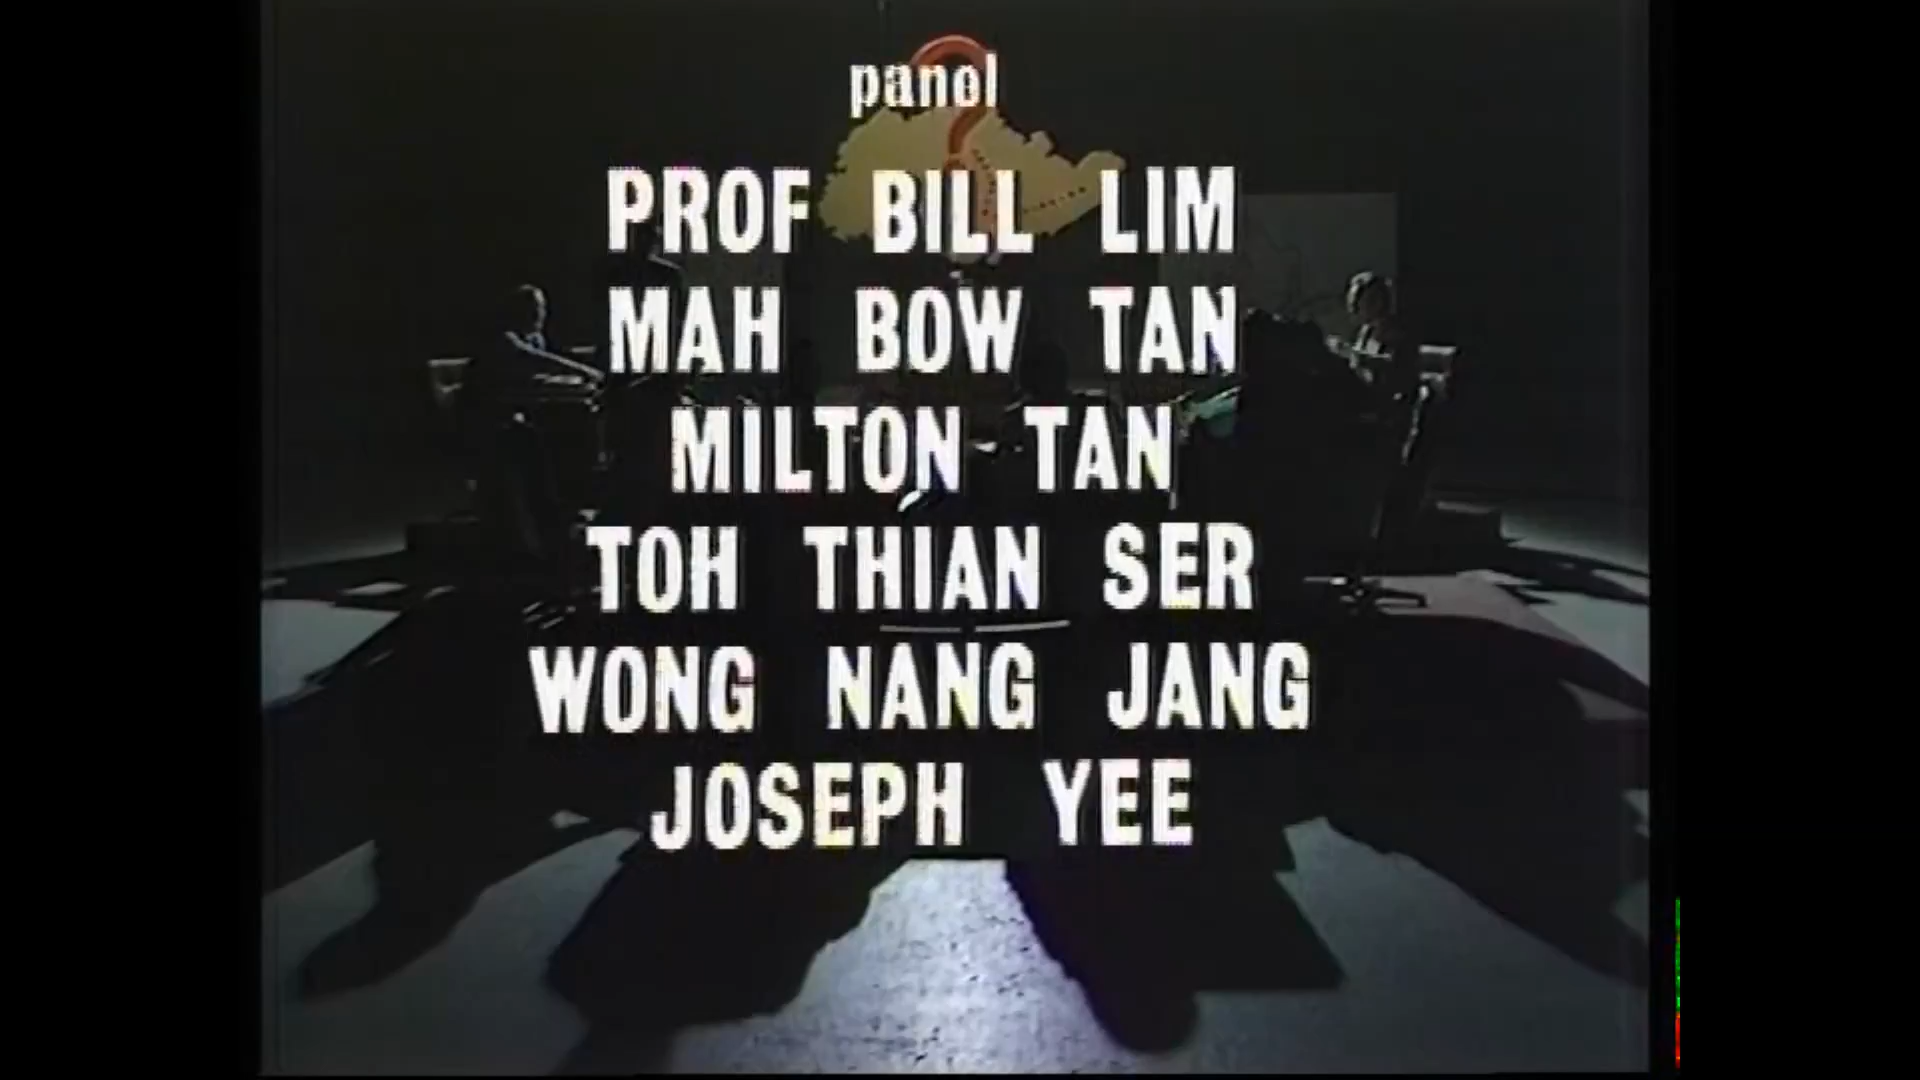 panel
PROF BILL LIM
MAH BOW TAN
MILTON TAN
TOH THIAN SER
WONG NANG JANG
JOSEPH YEE